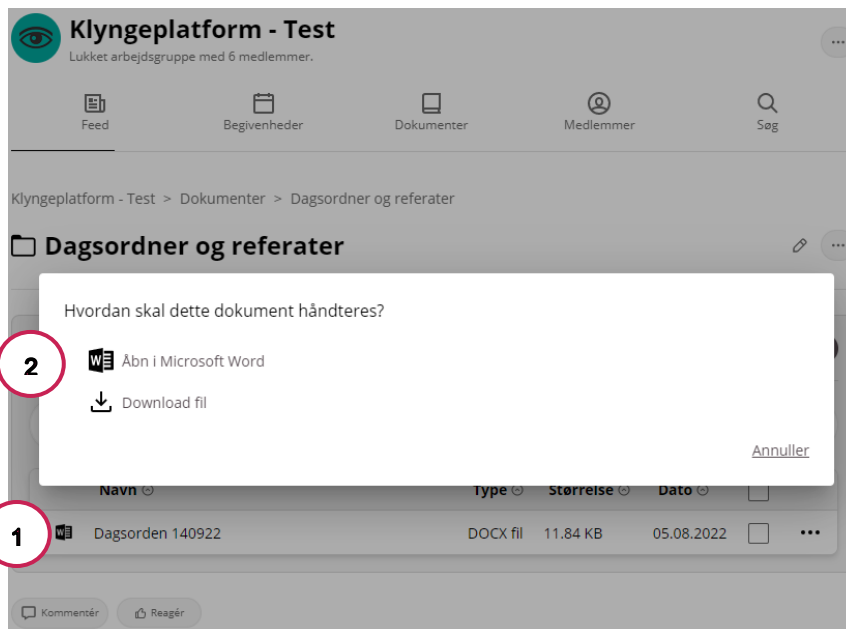 Klyngeplatform - Test
Lukket arbejdsgruppe med 6 medlemmer.
Feed Begivenheder Dokumenter Medlemmer Søg
Klyngeplatform - Test > Dokumenter > Dagsordner og referater
Dagsordner og referater
Hvordan skal dette dokument håndteres?
2
Åbn i Microsoft Word
Download fil
Annuller
Navn Type Størrelse Dato
1
Dagsorden 140922 DOCX fil 11.84 KB 05.08.2022
Kommentér Reagér